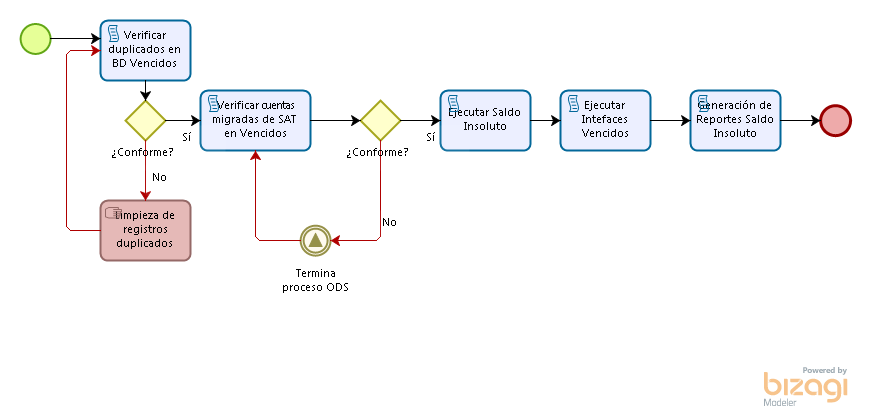 Verificar
duplicados en
BD Vencidos
¿Conforme?
Sí
No
Limpieza de
registros
duplicados
Verificar cuentas
migradas de SAT
en Vencidos
¿Conforme?
Sí
No
Termina
proceso ODS
Ejecutar Saldo
Insoluto
Ejecutar
Intefaces
Vencidos
Generación de
Reportes Saldo
Insoluto
Powered by
bizagi
Modeler